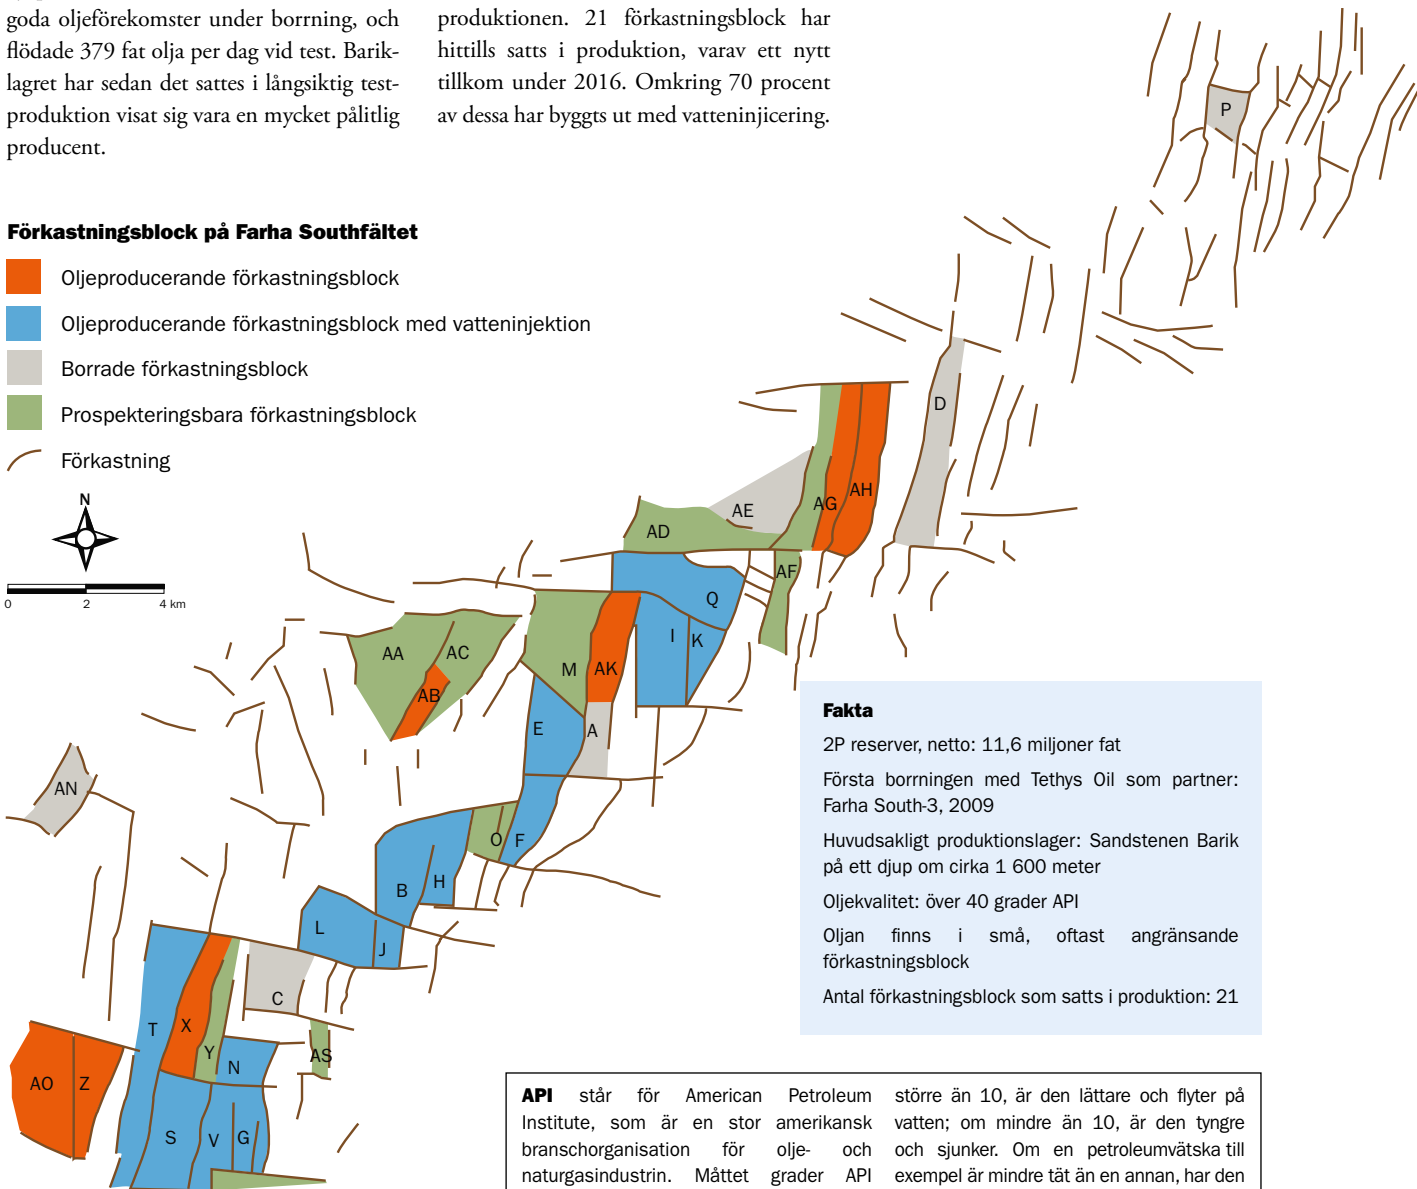 goda oljeförekomster under borrning, och
flödade 379 fat olja per dag vid test. Barik-
lagret har sedan det sattes i långsiktig test-
produktion visat sig vara en mycket pålitlig
producent.
produktionen. 21 förkastningsblock har
hittills satts i produktion, varav ett nytt
tillkom under 2016. Omkring 70 procent
av dessa har byggts ut med vatteninjicering.
Förkastningsblock på Farha Southfältet
Oljeproducerande förkastningsblock
Oljeproducerande förkastningsblock med vatteninjektion
Borrade förkastningsblock
Prospekteringsbara förkastningsblock
Förkastning
N
0 2 4 km
P
D
AH
AG
AE
AD
AF
Q
I
K
AA
AC
M
AK
AB
E
A
AN
O
F
H
B
L
J
C
T
X
Y
N
AS
AO
Z
S
V
G
Fakta
2P reserver, netto: 11,6 miljoner fat
Första borrningen med Tethys Oil som partner:
Farha South-3, 2009
Huvudsakligt produktionslager: Sandstenen Barik
på ett djup om cirka 1 600 meter
Oljekvalitet: över 40 grader API
Oljan finns i små, oftast angränsande
förkastningsblock
Antal förkastningsblock som satts i produktion: 21
API står för American Petroleum
Institute, som är en stor amerikansk
branschorganisation för olje- och
naturgasindustrin. Måttet grader API
större än 10, är den lättare och flyter på
vatten; om mindre än 10, är den tyngre
och sjunker. Om en petroleumvätska till
exempel är mindre tät än en annan, har den